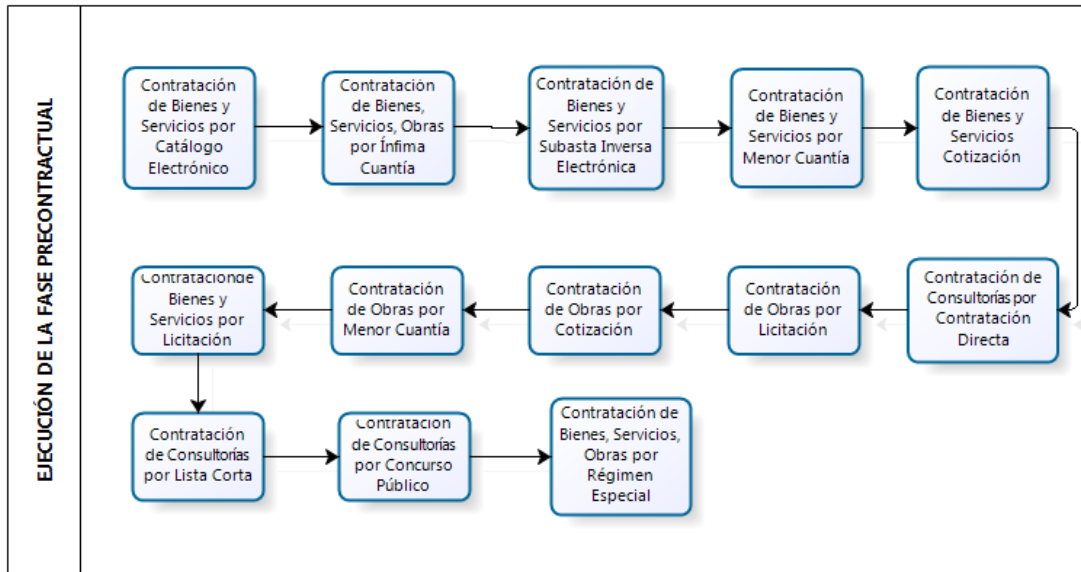 EJECUCIÓN DE LA FASE PRECONTRACTUAL
Contratación
de Bienes y
Servicios por
Catálogo
Electrónico
Contratación
de Bienes,
Servicios, Obras
por Ínfima
Cuantía
Contratación de
Bienes y
Servicios por
Subasta Inversa
Electrónica
Contratación
de Bienes y
Servicios por
Menor Cuantía
Contratación
de Bienes y
Servicios
Cotización
Contratación de
Consultorías por
Contratación
Directa
Contratación
de Obras por
Licitación
Contratación
de Obras por
Cotización
Contratación
de Obras por
Menor Cuantía
Contratación de
Bienes y
Servicios por
Licitación
Contratación
de Consultorías
por Lista Corta
Contratación
de Consultorías
por Concurso
Público
Contratación de
Bienes, Servicios,
Obras por
Régimen
Especial